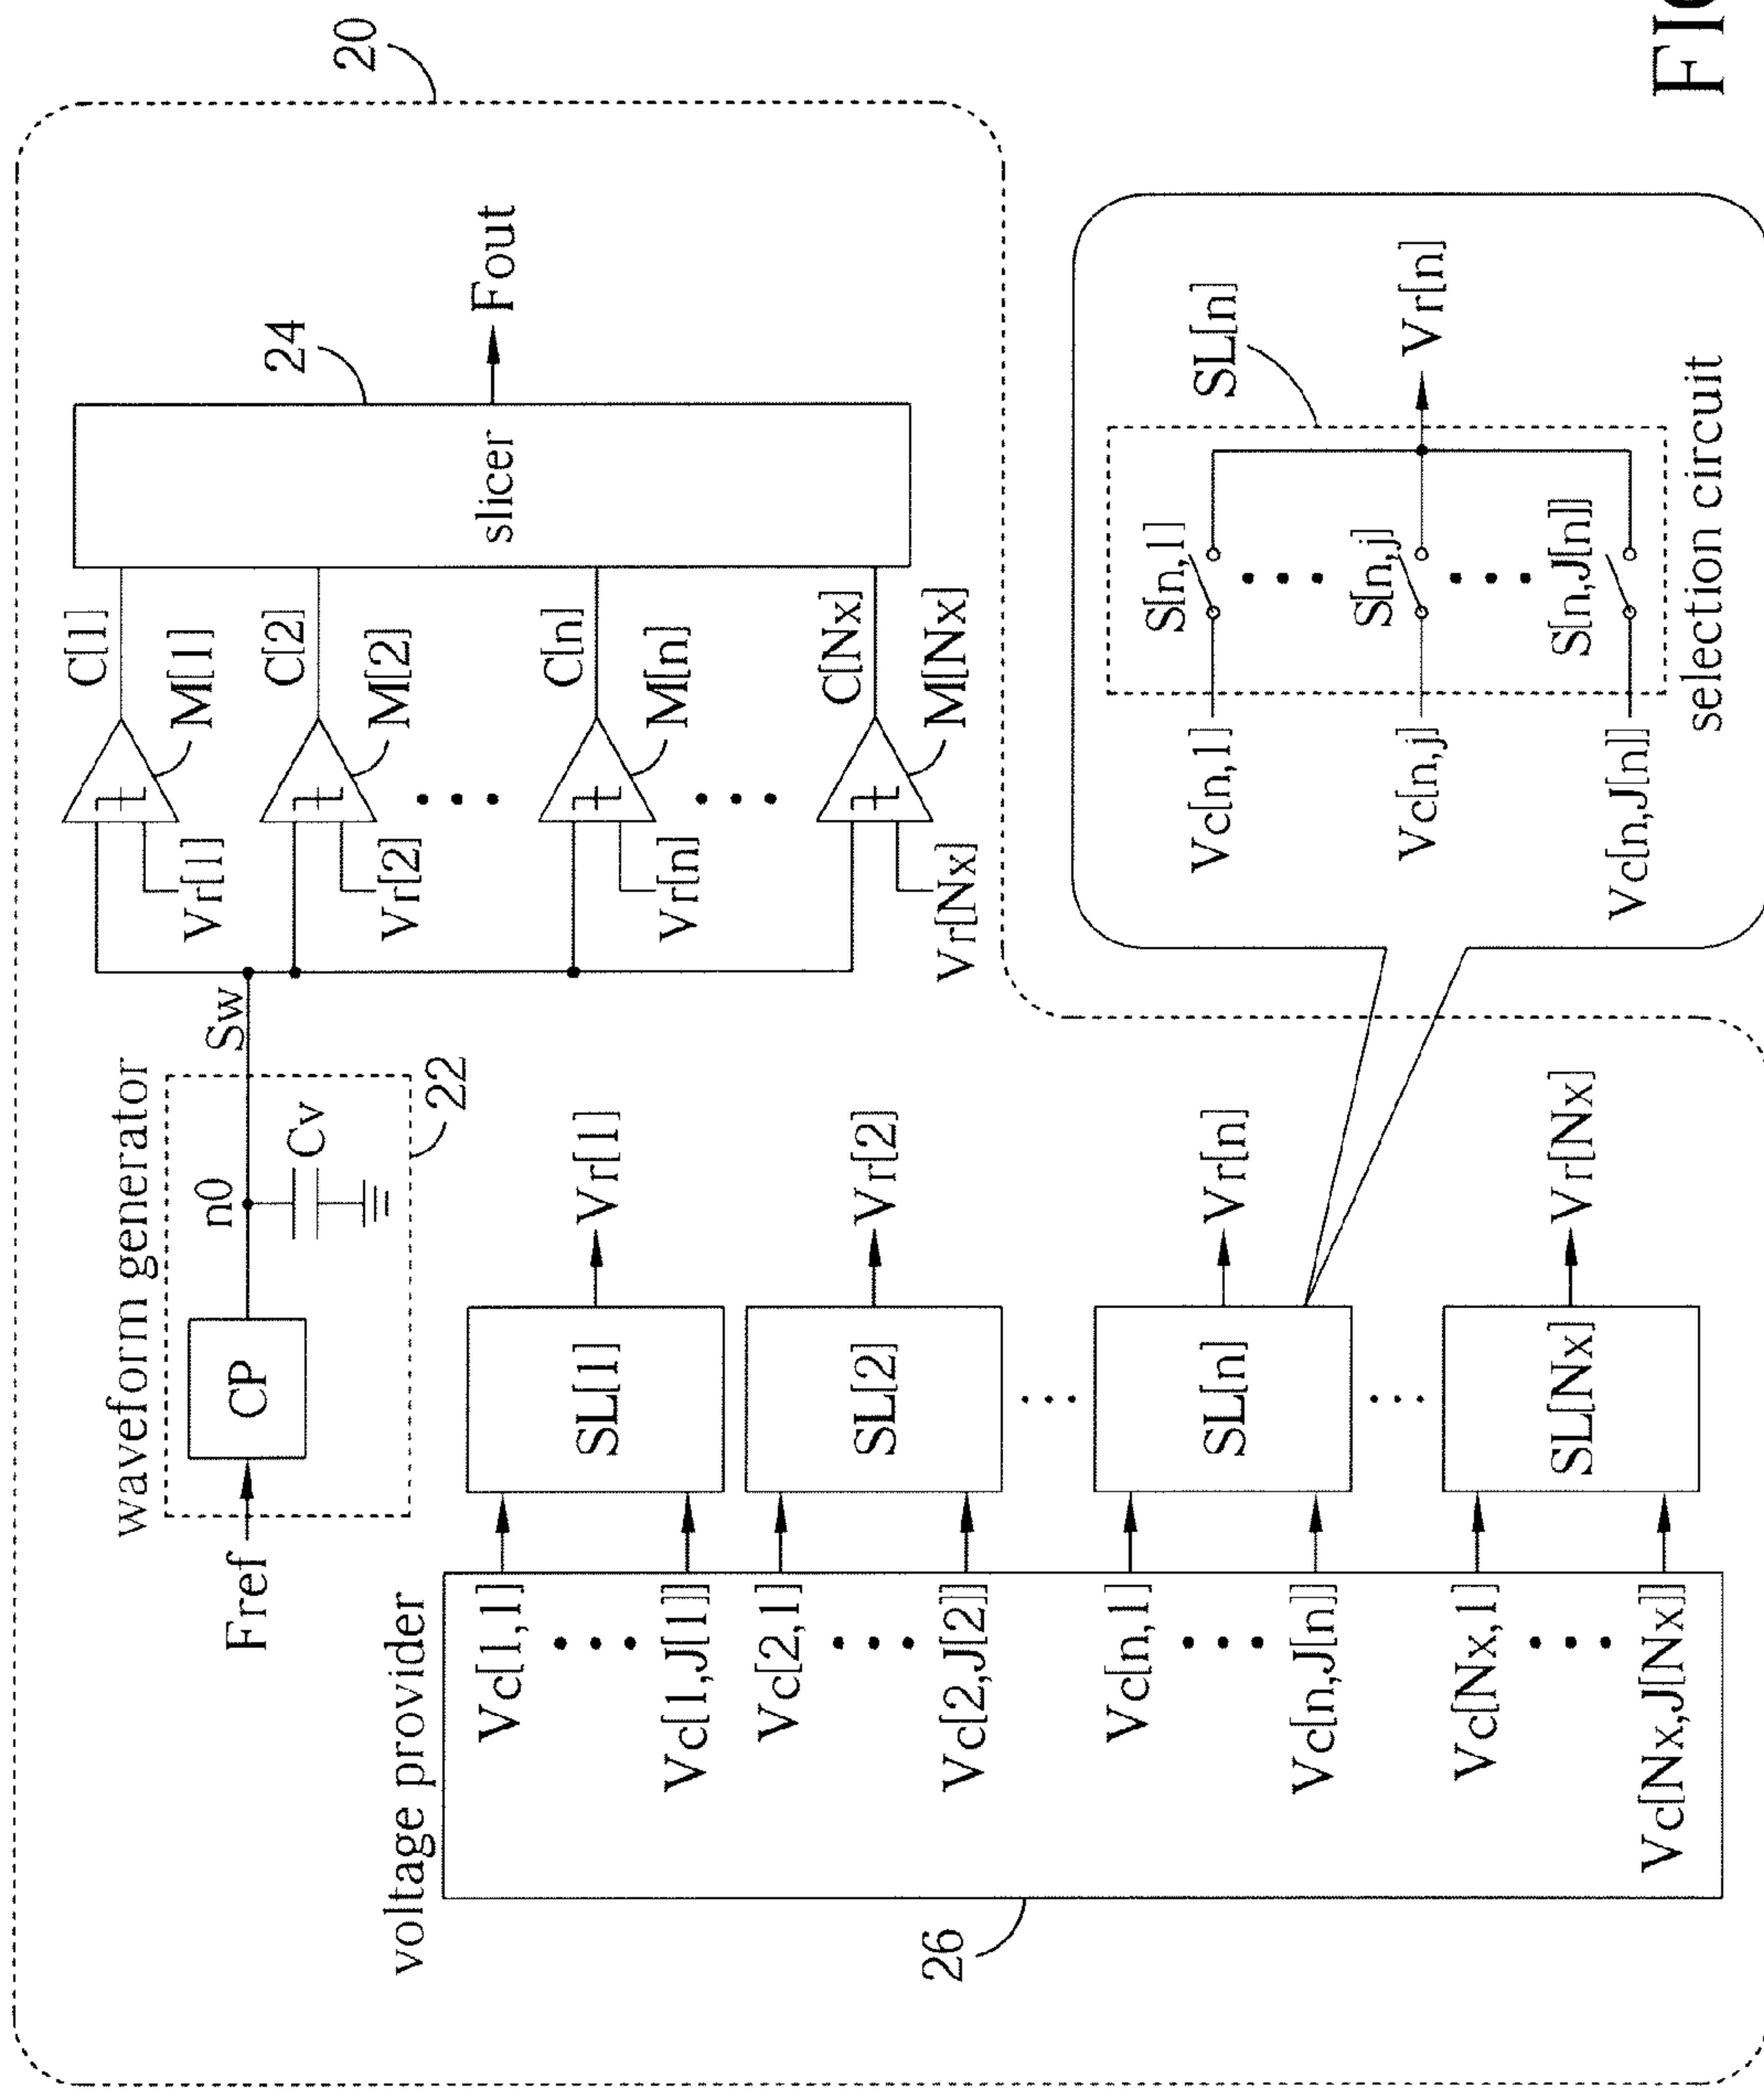 20
waveform generator
Fref
CP
n0
Cv
Sw
22
Vr[1]
C[1]
M[1]
Vr[2]
C[2]
M[2]
Vr[n]
C[n]
M[n]
Vr[Nx]
C[Nx]
M[Nx]
slicer
24
Fout
voltage provider
26
Vc[1,1]
Vc[1,J[1]]
SL[1]
Vr[1]
Vc[2,1]
Vc[2,J[2]]
SL[2]
Vr[2]
Vc[n,1]
Vc[n,J[n]]
SL[n]
Vr[n]
Vc[Nx,1]
Vc[Nx,J[Nx]]
SL[Nx]
Vr[Nx]
SL[n]
Vc[n,1]
S[n,1]
Vc[n,j]
S[n,j]
Vr[n]
Vc[n,J[n]]
S[n,J[n]]
selection circuit